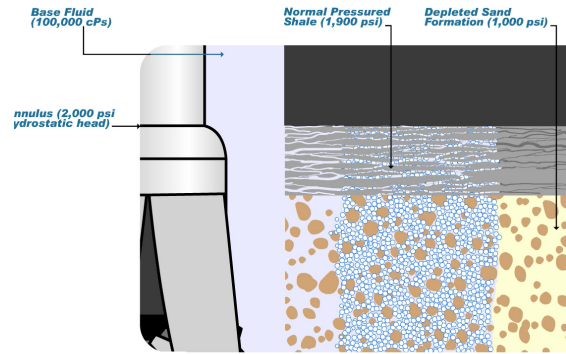 Base Fluid
(100,000 cPs)
Normal Pressured
Shale (1,900 psi)
Depleted Sand
Formation (1,000 psi)
nnulus (2,000 psi
ydrostatic head)